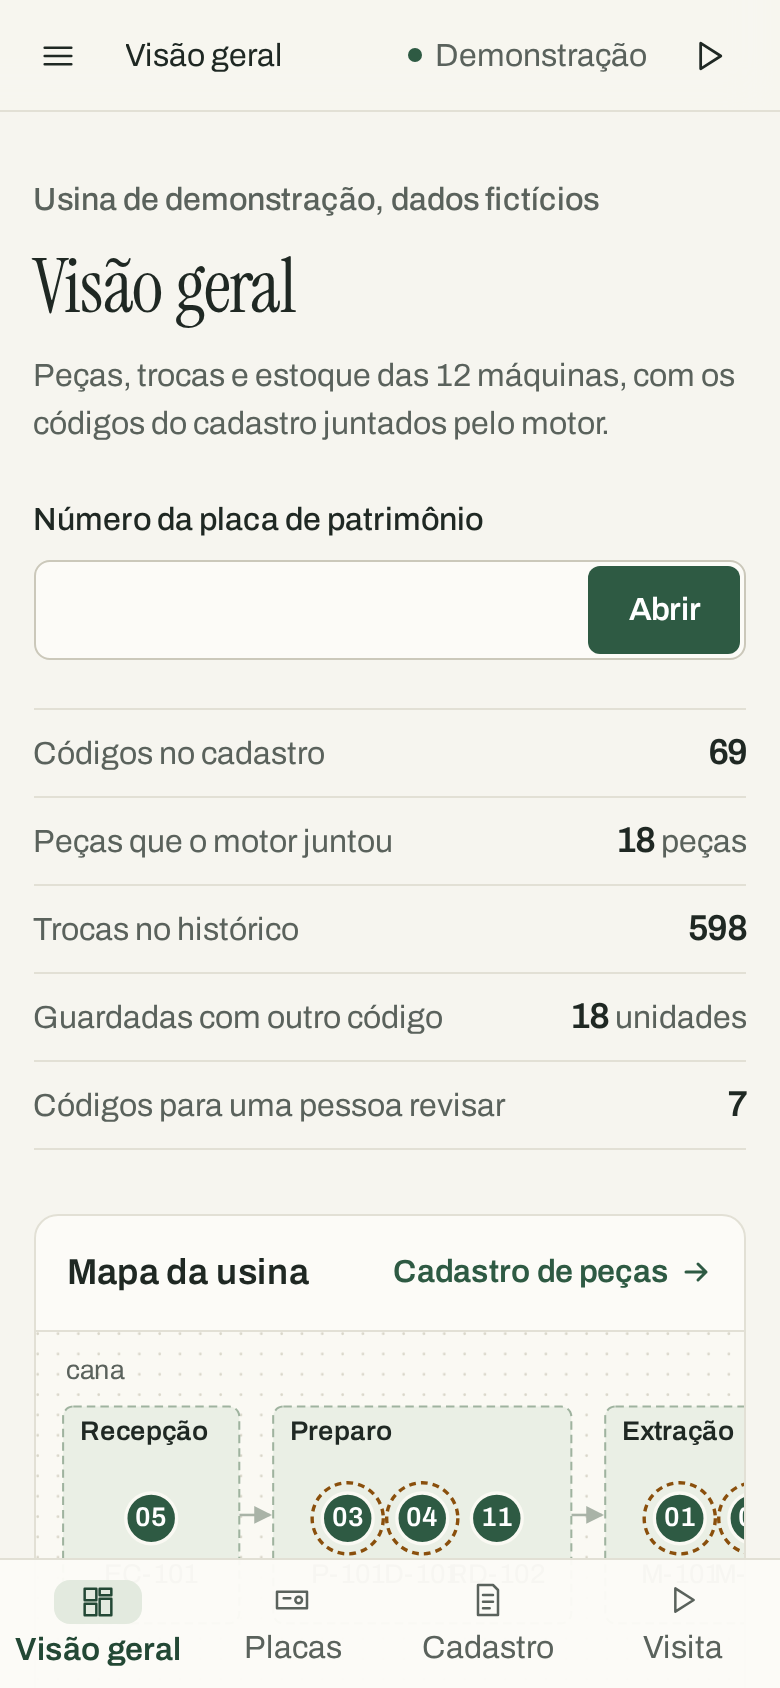 Visão geral
Demonstração
Usina de demonstração, dados fictícios
Visão geral
Peças, trocas e estoque das 12 máquinas, com os
códigos do cadastro juntados pelo motor.
Número da placa de patrimônio
Abrir
Códigos no cadastro 69
Peças que o motor juntou 18 peças
Trocas no histórico 598
Guardadas com outro código 18 unidades
Códigos para uma pessoa revisar 7
Mapa da usina
Cadastro de peças
cana
Recepção Preparo Extração
05 03 04 11 01
Visão geral Placas Cadastro Visita